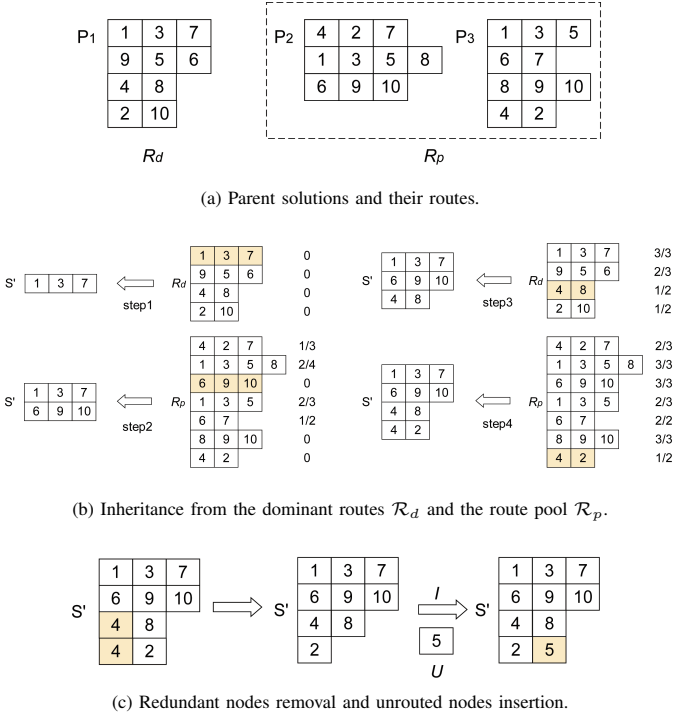 P1
1 3 7
9 5 6
4 8
2 10
Rd
P2
4 2 7
1 3 5 8
6 9 10
P3
1 3 5
6 7
8 9 10
4 2
Rp
(a) Parent solutions and their routes.
S' 1 3 7
step1
Rd
1 3 7 0
9 5 6 0
4 8 0
2 10 0
S'
1 3 7
6 9 10
4 8
step3
Rd
1 3 7 3/3
9 5 6 2/3
4 8 1/2
2 10 1/2
S'
1 3 7
6 9 10
step2
Rp
4 2 7 1/3
1 3 5 8 2/4
6 9 10 0
1 3 5 2/3
6 7 1/2
8 9 10 0
4 2 0
S'
1 3 7
6 9 10
4 8
4 2
step4
Rp
4 2 7 2/3
1 3 5 8 3/3
6 9 10 3/3
1 3 5 2/3
6 7 2/2
8 9 10 3/3
4 2 1/2
(b) Inheritance from the dominant routes ℛd and the route pool ℛp.
S'
1 3 7
6 9 10
4 8
4 2
S'
1 3 7
6 9 10
4 8
2
I
5
U
S'
1 3 7
6 9 10
4 8
2 5
(c) Redundant nodes removal and unrouted nodes insertion.